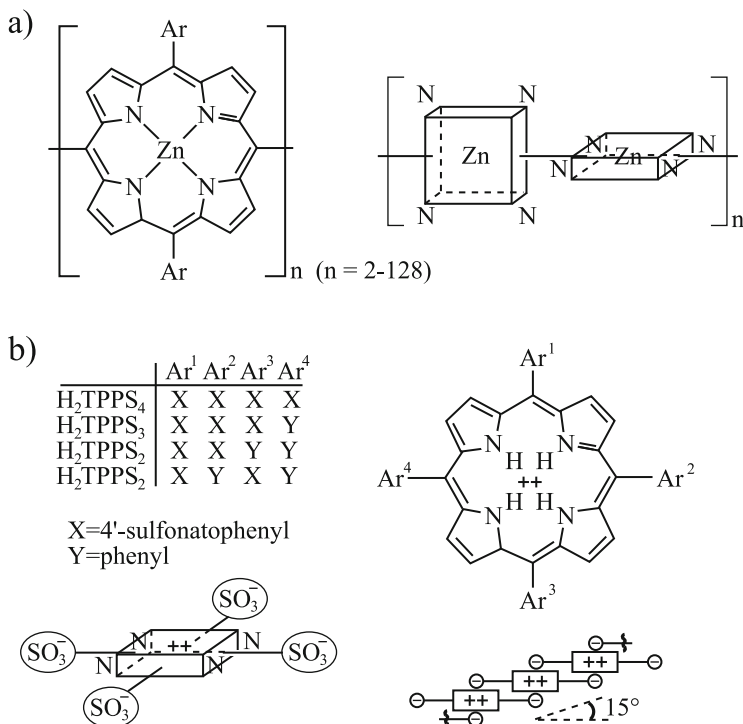 a)
Ar
N N
Zn
N N
Ar
n (n = 2-128)
N N
Zn
N N
N N
Zn
N N
n
b)
Ar¹ Ar² Ar³ Ar⁴
H₂TPPS₄ X X X X
H₂TPPS₃ X X X Y
H₂TPPS₂ X X Y Y
H₂TPPS₂ X Y X Y
X=4'-sulfonatophenyl
Y=phenyl
Ar¹
N H H N
Ar⁴ ++ Ar²
N H H N
Ar³
SO₃⁻
SO₃⁻ N ++ N SO₃⁻
N N
SO₃⁻
− ++ −
− ++ −
− ++ −
− ++ −
15°